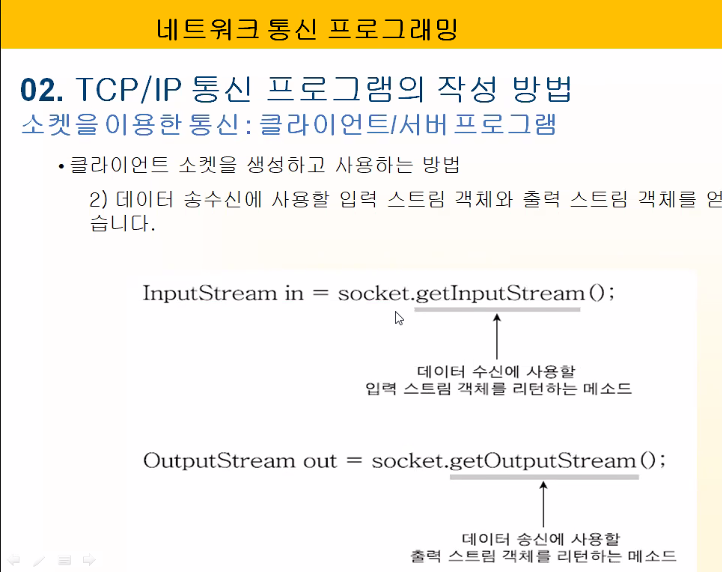 네트워크 통신 프로그래밍
02. TCP/IP 통신 프로그램의 작성 방법
소켓을 이용한 통신 : 클라이언트/서버 프로그램
• 클라이언트 소켓을 생성하고 사용하는 방법
2) 데이터 송수신에 사용할 입력 스트림 객체와 출력 스트림 객체를 얻
습니다.
InputStream in = socket.getInputStream();
데이터 수신에 사용할
입력 스트림 객체를 리턴하는 메소드
OutputStream out = socket.getOutputStream();
데이터 송신에 사용할
출력 스트림 객체를 리턴하는 메소드